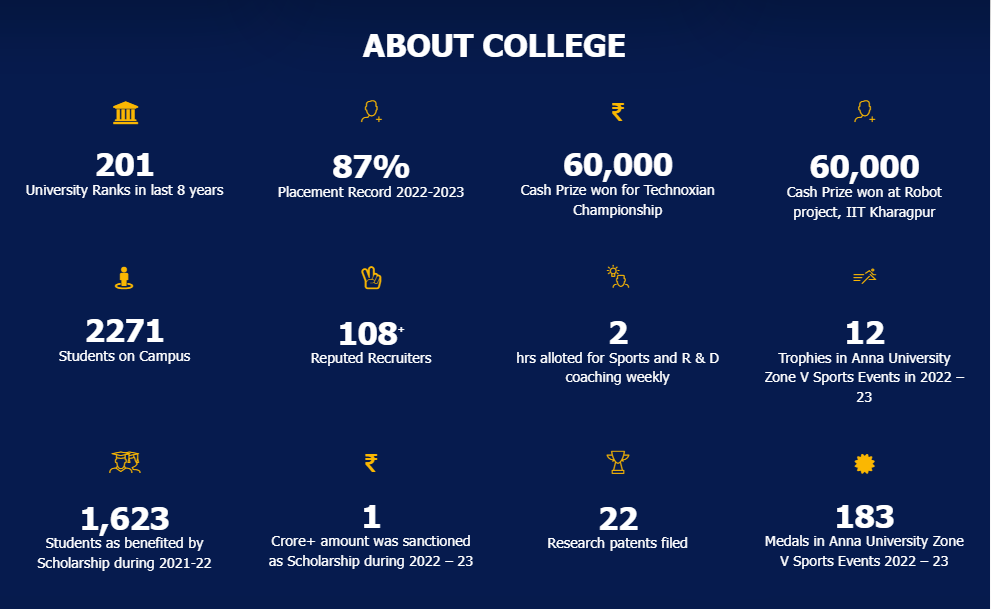 ABOUT COLLEGE
201
University Ranks in last 8 years
87%
Placement Record 2022-2023
60,000
Cash Prize won for Technoxian
Championship
60,000
Cash Prize won at Robot
project, IIT Kharagpur
2271
Students on Campus
108+
Reputed Recruiters
2
hrs alloted for Sports and R & D
coaching weekly
12
Trophies in Anna University
Zone V Sports Events in 2022 –
23
1,623
Students as benefited by
Scholarship during 2021-22
1
Crore+ amount was sanctioned
as Scholarship during 2022 – 23
22
Research patents filed
183
Medals in Anna University Zone
V Sports Events 2022 – 23